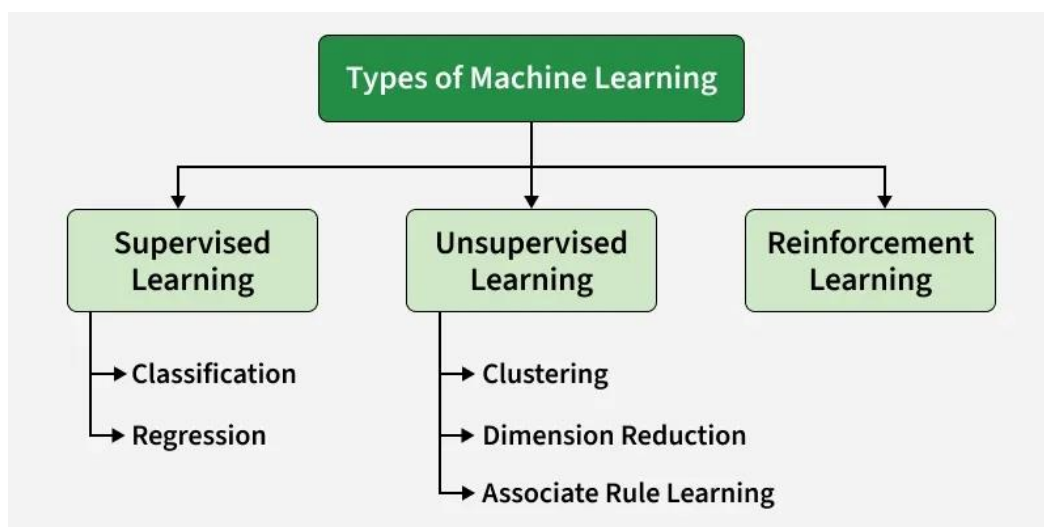 Types of Machine Learning
Supervised
Learning
Unsupervised
Learning
Reinforcement
Learning
Classification
Regression
Clustering
Dimension Reduction
Associate Rule Learning